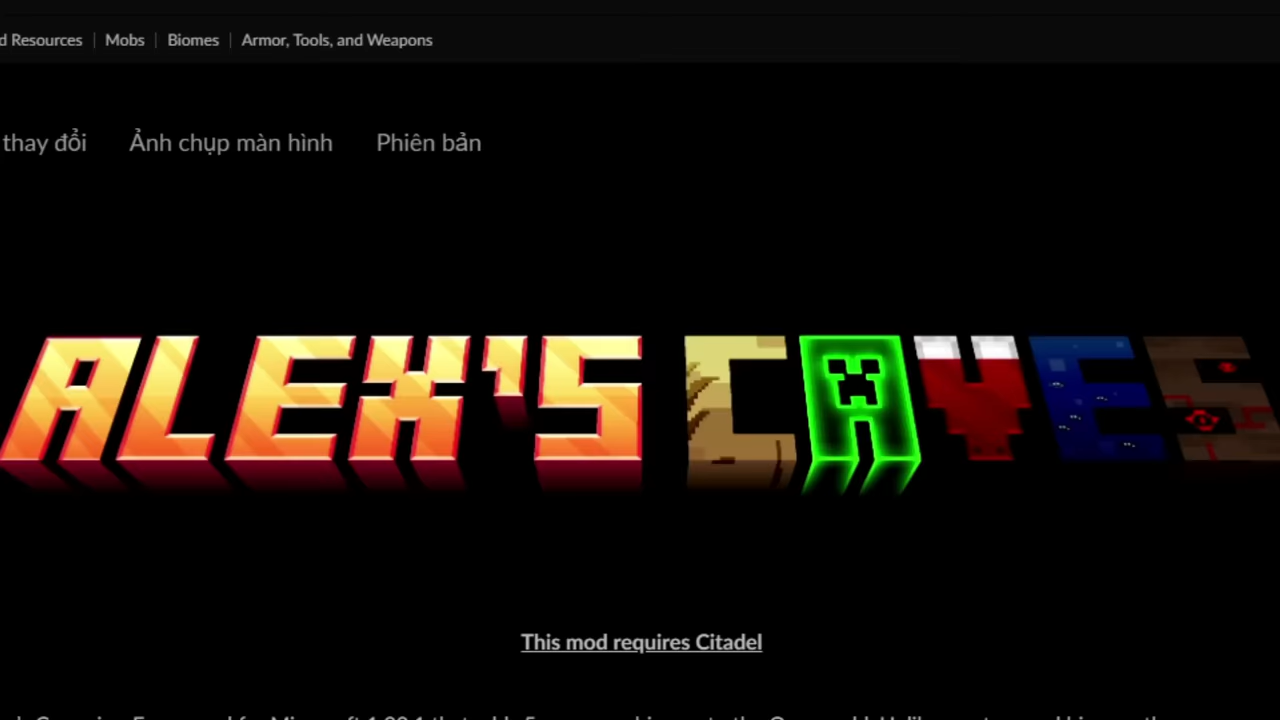 Resources | Mobs | Biomes | Armor, Tools, and Weapons
thay đổi Ảnh chụp màn hình Phiên bản
ALEX'S CAVES
This mod requires Citadel